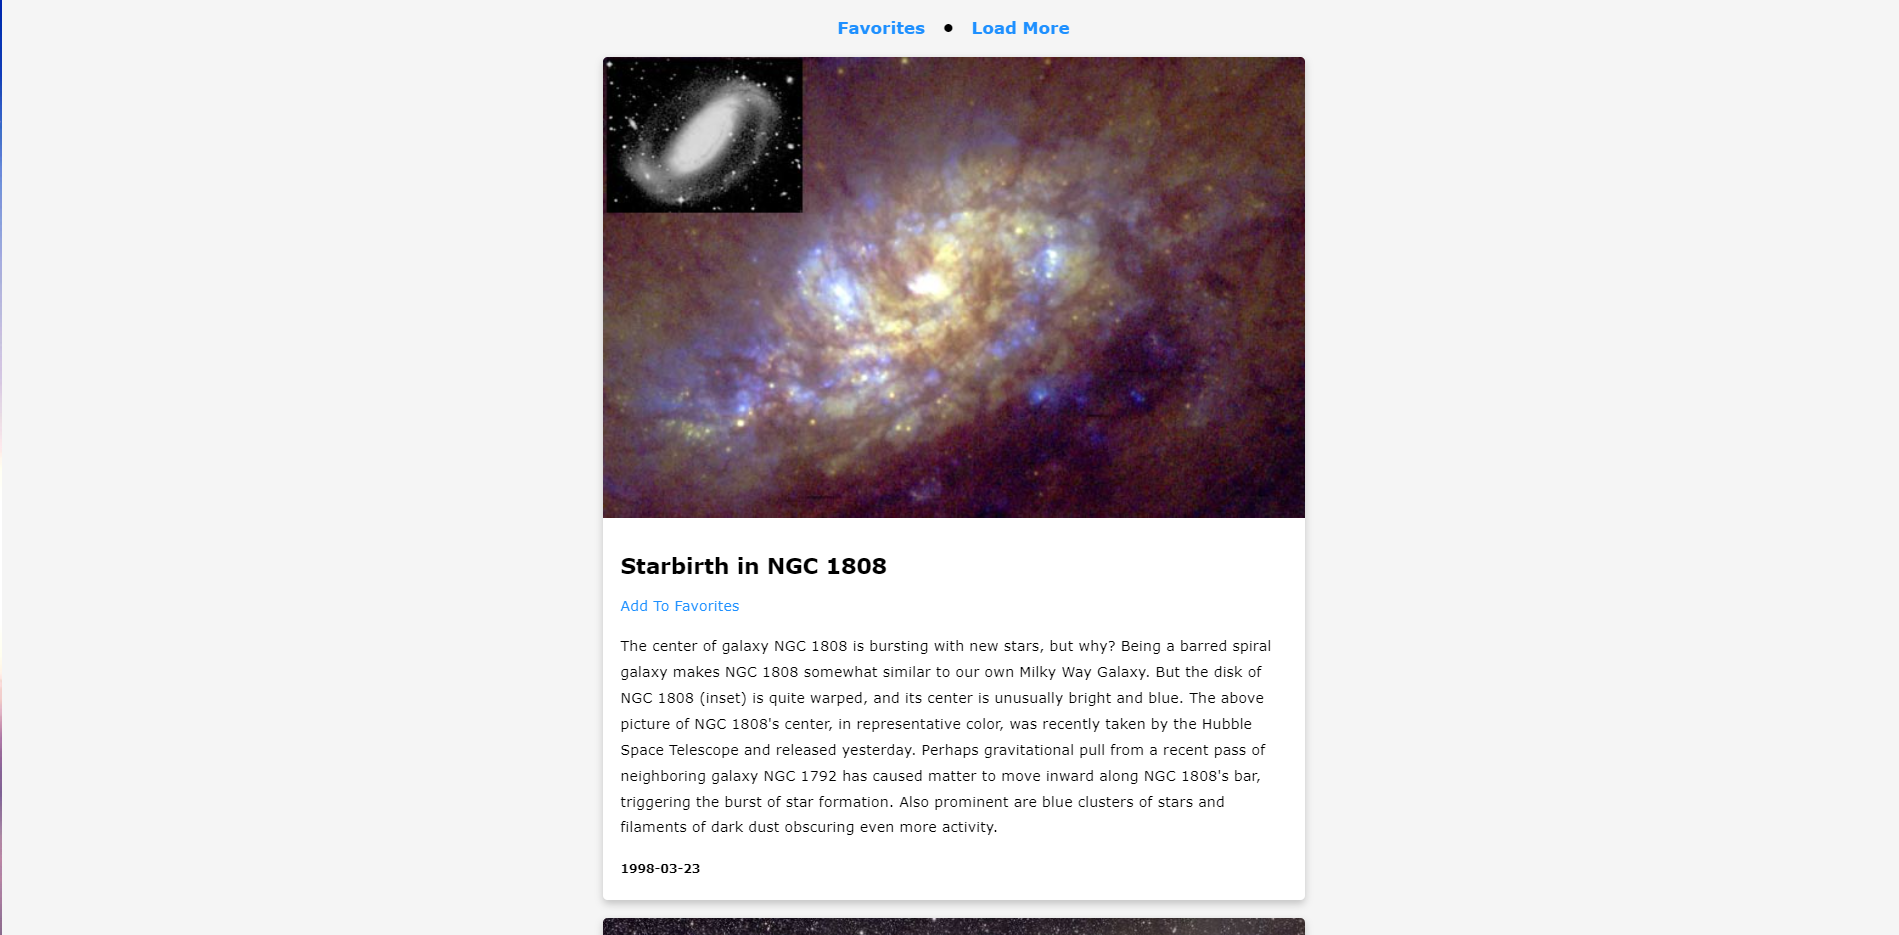 Favorites • Load More
Starbirth in NGC 1808
Add To Favorites
The center of galaxy NGC 1808 is bursting with new stars, but why? Being a barred spiral
galaxy makes NGC 1808 somewhat similar to our own Milky Way Galaxy. But the disk of
NGC 1808 (inset) is quite warped, and its center is unusually bright and blue. The above
picture of NGC 1808's center, in representative color, was recently taken by the Hubble
Space Telescope and released yesterday. Perhaps gravitational pull from a recent pass of
neighboring galaxy NGC 1792 has caused matter to move inward along NGC 1808's bar,
triggering the burst of star formation. Also prominent are blue clusters of stars and
filaments of dark dust obscuring even more activity.
1998-03-23